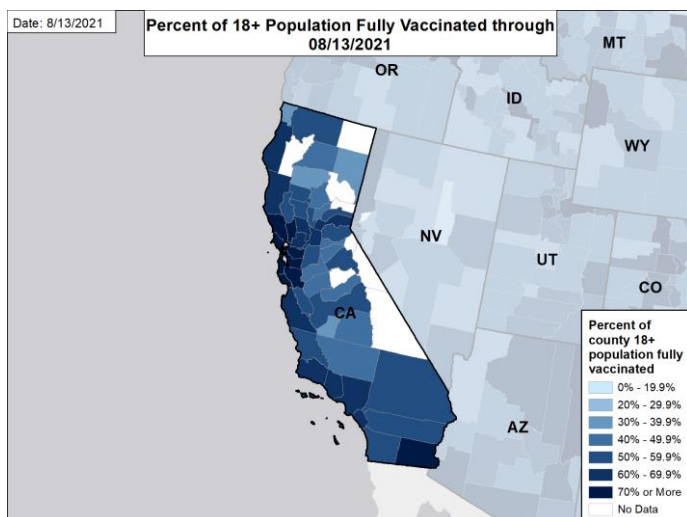 Date: 8/13/2021
Percent of 18+ Population Fully Vaccinated through
08/13/2021
MT
OR
ID
WY
NV
UT
CO
CA
AZ
Percent of
county 18+
population fully
vaccinated
0% - 19.9%
20% - 29.9%
30% - 39.9%
40% - 49.9%
50% - 59.9%
60% - 69.9%
70% or More
No Data